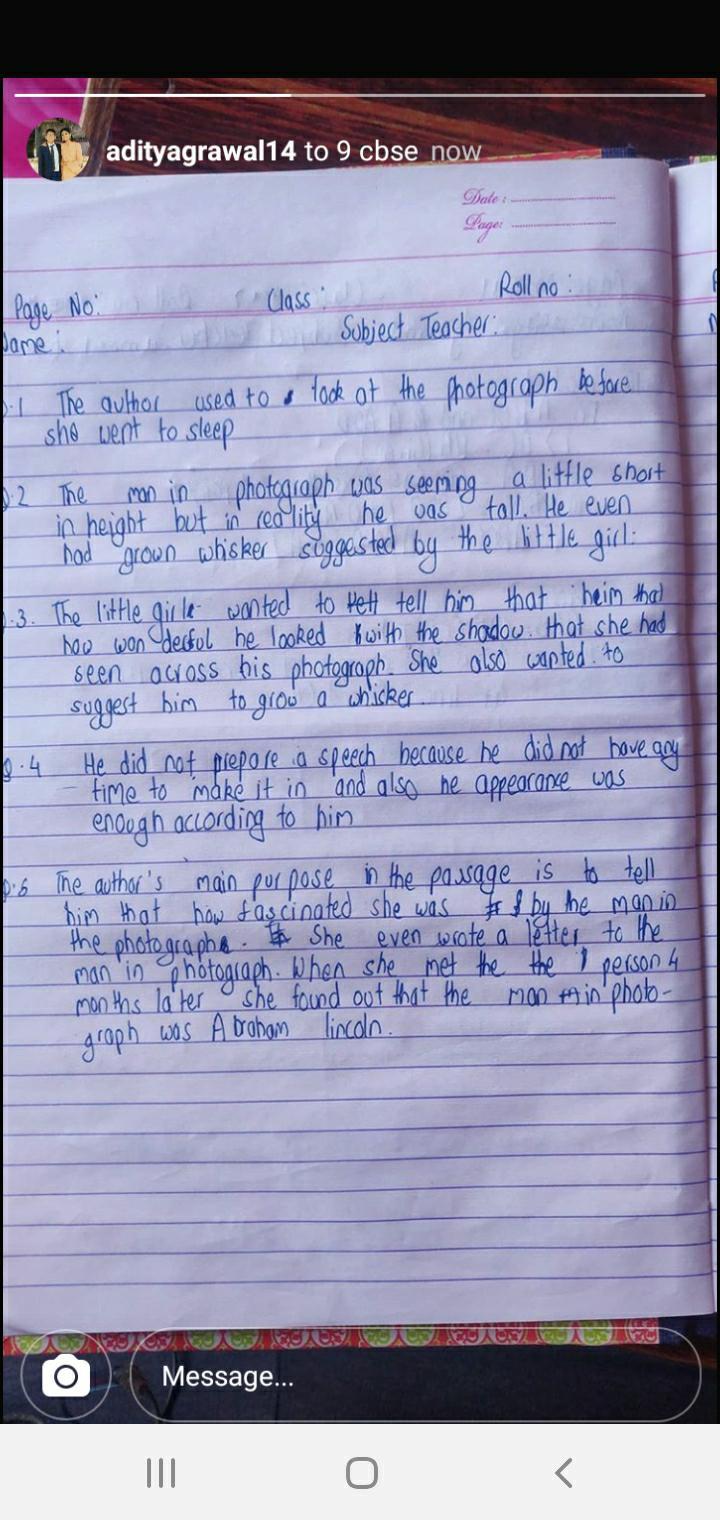 adityagrawal14 to 9 cbse now
Date:
Page:
Page No: Class: Roll no:
Name: Subject Teacher:
Q.1 The author used to look at the photograph before
she went to sleep
Q.2 The man in photograph was seeming a little short
in height but in reality he was tall. He even
had grown whisker suggested by the little girl.
Q.3. The little girle wanted to tell him that heim that
how wonderful he looked with the shadow. that she had
seen across his photograph. She also wanted to
suggest him to grow a whicker.
Q.4 He did not prepare a speech because he did not have any
time to make it in and also he appearance was
enough according to him
Q.5 The author's main purpose in the passage is to tell
him that how fascinated she was by the man in
the photograph. She even wrote a letter to the
man in photograph. When she met the the person 4
months later she found out that the man in photo-
graph was Abraham lincoln.
Message...